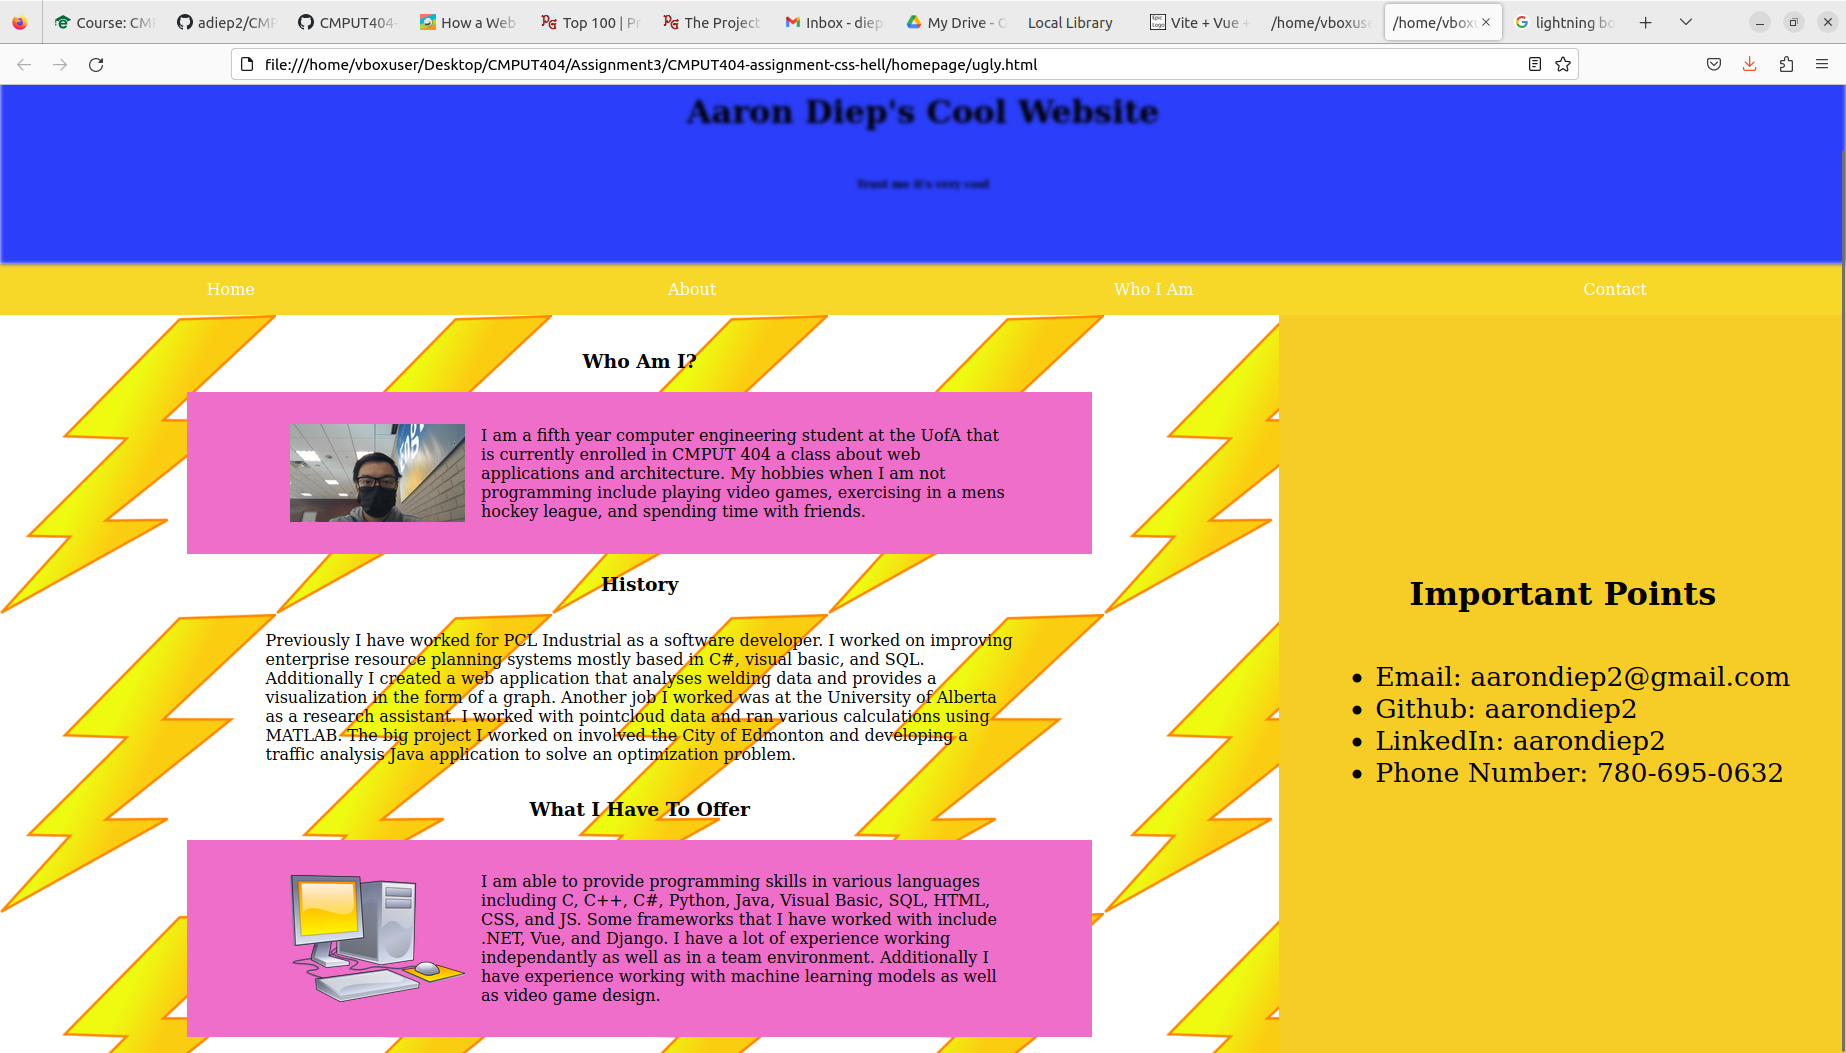 Course: CM
adiep2/CMP
CMPUT404-
How a Web
Top 100 | Pr
The Project
Inbox - diep
My Drive - G
Local Library
Vite + Vue +
/home/vboxuse
/home/vboxu
lightning bo
file:///home/vboxuser/Desktop/CMPUT404/Assignment3/CMPUT404-assignment-css-hell/homepage/ugly.html
Aaron Diep's Cool Website
Trust me it's very cool
Home
About
Who I Am
Contact
Who Am I?
I am a fifth year computer engineering student at the UofA that
is currently enrolled in CMPUT 404 a class about web
applications and architecture. My hobbies when I am not
programming include playing video games, exercising in a mens
hockey league, and spending time with friends.
History
Previously I have worked for PCL Industrial as a software developer. I worked on improving
enterprise resource planning systems mostly based in C#, visual basic, and SQL.
Additionally I created a web application that analyses welding data and provides a
visualization in the form of a graph. Another job I worked was at the University of Alberta
as a research assistant. I worked with pointcloud data and ran various calculations using
MATLAB. The big project I worked on involved the City of Edmonton and developing a
traffic analysis Java application to solve an optimization problem.
What I Have To Offer
I am able to provide programming skills in various languages
including C, C++, C#, Python, Java, Visual Basic, SQL, HTML,
CSS, and JS. Some frameworks that I have worked with include
.NET, Vue, and Django. I have a lot of experience working
independantly as well as in a team environment. Additionally I
have experience working with machine learning models as well
as video game design.
Important Points
• Email: aarondiep2@gmail.com
• Github: aarondiep2
• LinkedIn: aarondiep2
• Phone Number: 780-695-0632